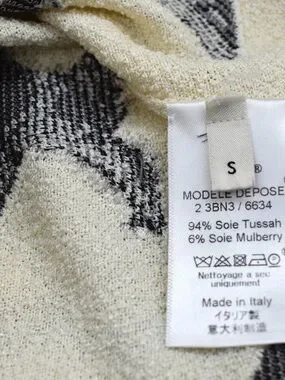 S ®
MODELE DEPOSE
2 3BN3 / 6634
94% Soie Tussah
6% Soie Mulberry
Nettoyage a sec
uniquement
Made in Italy
イタリア製
意大利制造